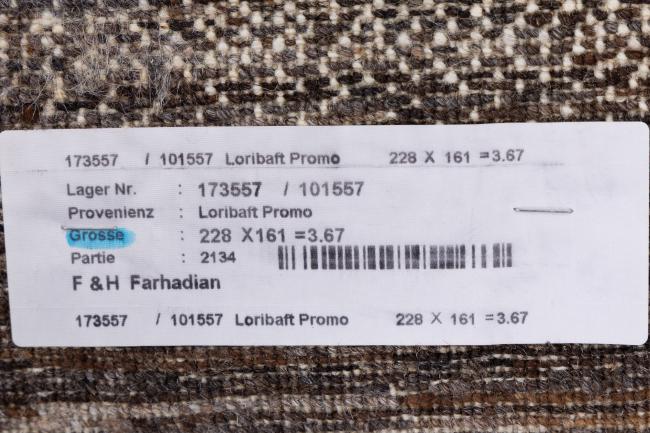 173557 / 101557 Loribaft Promo 228 X 161 =3.67
Lager Nr. : 173557 / 101557
Provenienz : Loribaft Promo
Grosse : 228 X161 =3.67
Partie : 2134
F & H Farhadian
173557 / 101557 Loribaft Promo 228 X 161 =3.67